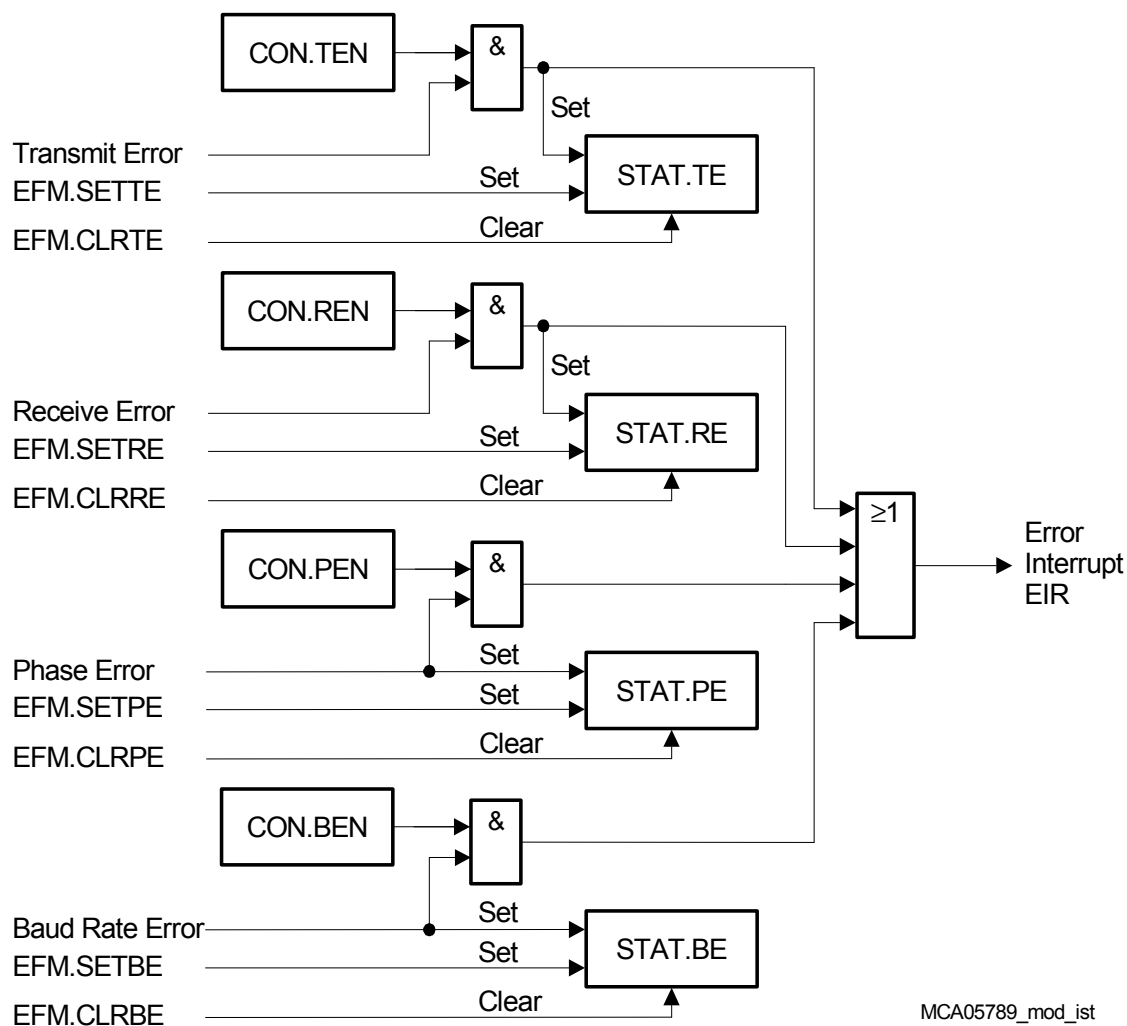 CON.TEN
&
Set
Transmit Error
Set
STAT.TE
EFM.SETTE
Clear
EFM.CLRTE
CON.REN
&
Set
Receive Error
Set
STAT.RE
EFM.SETRE
Clear
EFM.CLRRE
≥1
Error
Interrupt
EIR
CON.PEN
&
Set
Phase Error
Set
STAT.PE
EFM.SETPE
Clear
EFM.CLRPE
CON.BEN
&
Set
Baud Rate Error
Set
STAT.BE
EFM.SETBE
Clear
EFM.CLRBE
MCA05789_mod_ist